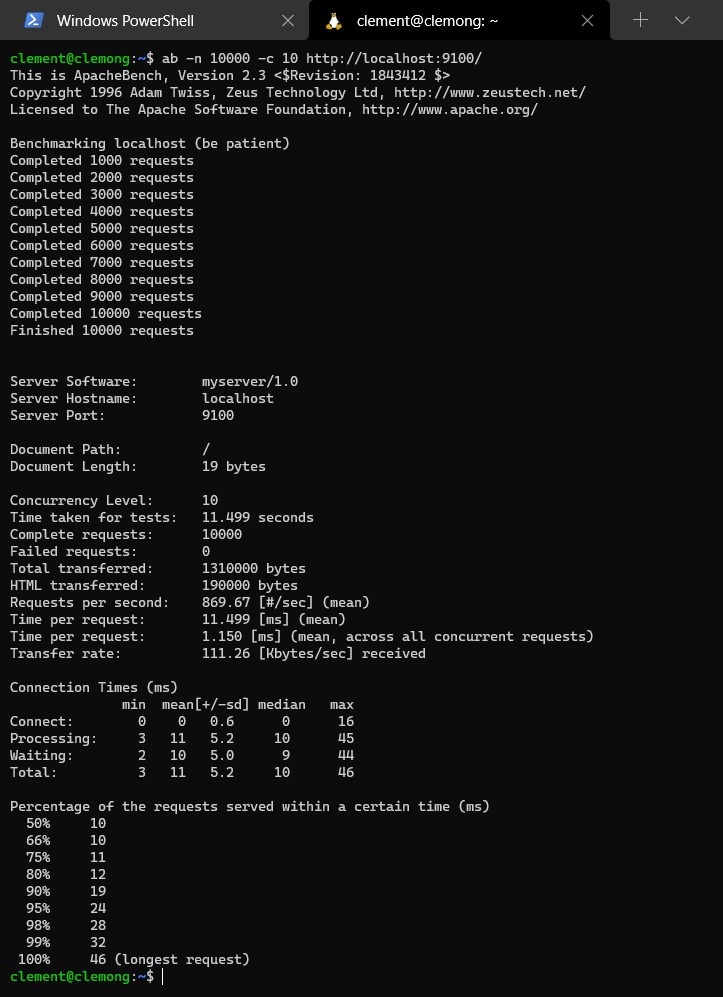 Windows PowerShell
clement@clemong: ~
clement@clemong:~$ ab -n 10000 -c 10 http://localhost:9100/
This is ApacheBench, Version 2.3 <$Revision: 1843412 $>
Copyright 1996 Adam Twiss, Zeus Technology Ltd, http://www.zeustech.net/
Licensed to The Apache Software Foundation, http://www.apache.org/

Benchmarking localhost (be patient)
Completed 1000 requests
Completed 2000 requests
Completed 3000 requests
Completed 4000 requests
Completed 5000 requests
Completed 6000 requests
Completed 7000 requests
Completed 8000 requests
Completed 9000 requests
Completed 10000 requests
Finished 10000 requests


Server Software:        myserver/1.0
Server Hostname:        localhost
Server Port:            9100

Document Path:          /
Document Length:        19 bytes

Concurrency Level:      10
Time taken for tests:   11.499 seconds
Complete requests:      10000
Failed requests:        0
Total transferred:      1310000 bytes
HTML transferred:       190000 bytes
Requests per second:    869.67 [#/sec] (mean)
Time per request:       11.499 [ms] (mean)
Time per request:       1.150 [ms] (mean, across all concurrent requests)
Transfer rate:          111.26 [Kbytes/sec] received

Connection Times (ms)
              min  mean[+/-sd] median   max
Connect:        0    0   0.6      0      16
Processing:     3   11   5.2     10      45
Waiting:        2   10   5.0      9      44
Total:          3   11   5.2     10      46

Percentage of the requests served within a certain time (ms)
  50%     10
  66%     10
  75%     11
  80%     12
  90%     19
  95%     24
  98%     28
  99%     32
 100%     46 (longest request)
clement@clemong:~$